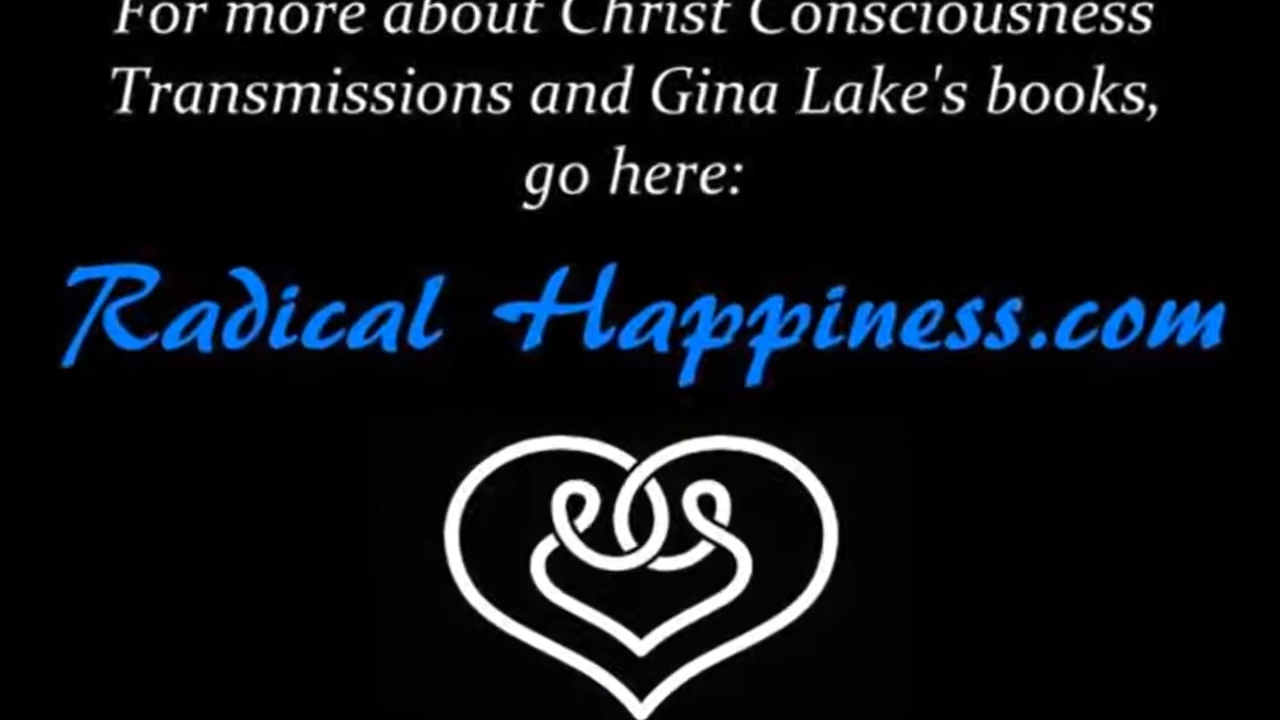 For more about Christ Consciousness
Transmissions and Gina Lake's books,
go here:
Radical Happiness.com